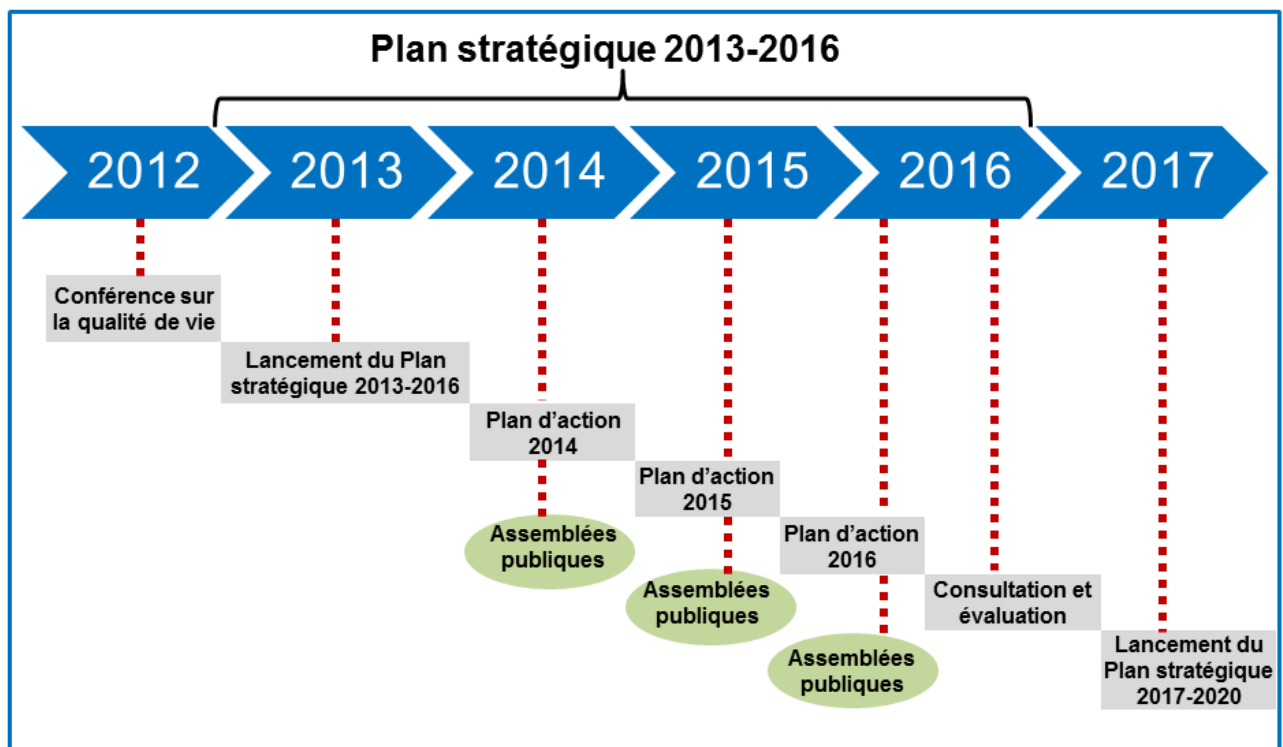 Plan stratégique 2013-2016
2012
2013
2014
2015
2016
2017
Conférence sur
la qualité de vie
Lancement du Plan
stratégique 2013-2016
Plan d’action
2014
Assemblées
publiques
Plan d’action
2015
Assemblées
publiques
Plan d’action
2016
Assemblées
publiques
Consultation et
évaluation
Lancement du
Plan stratégique
2017-2020